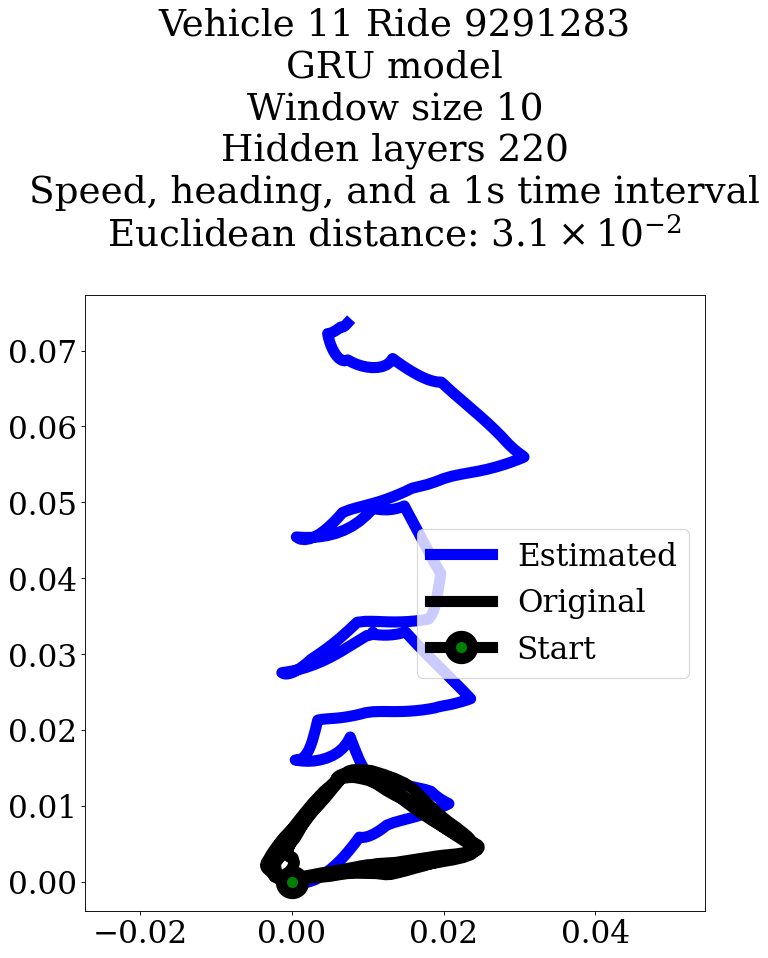 Vehicle 11 Ride 9291283
GRU model
Window size 10
Hidden layers 220
Speed, heading, and a 1s time interval
Euclidean distance: 3.1 × 10⁻²
0.07
0.06
0.05
0.04
0.03
0.02
0.01
0.00
Estimated
Original
Start
−0.02 0.00 0.02 0.04